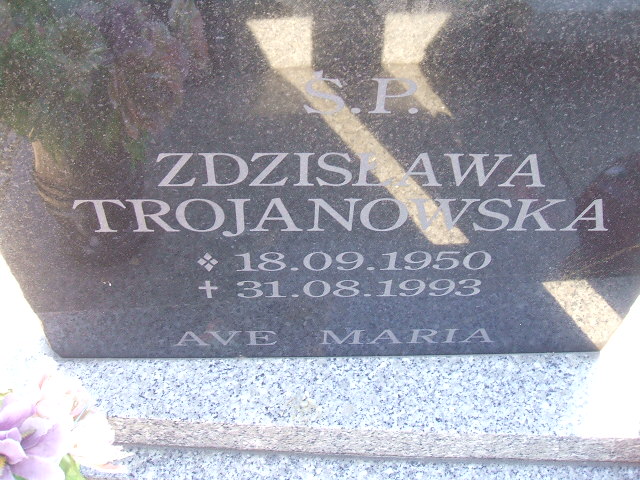 Ś.P.
ZDZISŁAWA
TROJANOWSKA
❖ 18.09.1950
✝ 31.08.1993
AVE MARIA